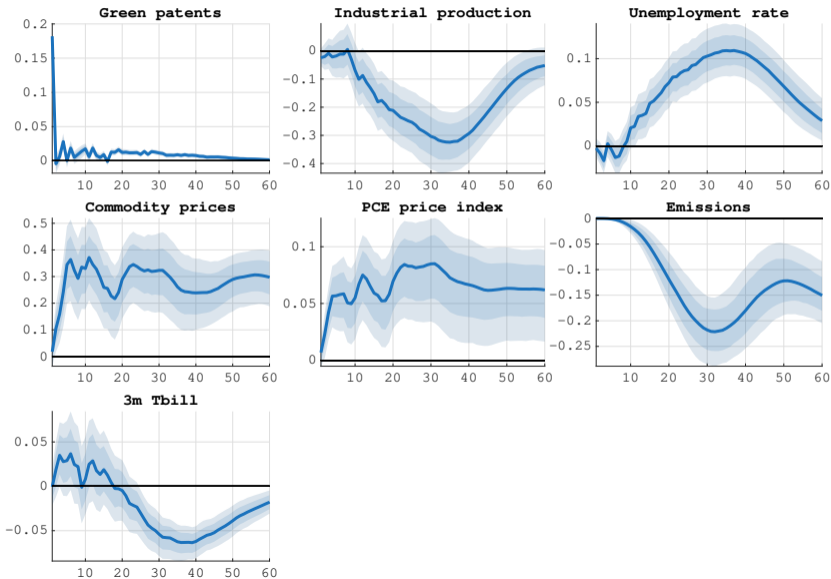 Green patents
0.2
0.15
0.1
0.05
0
10 20 30 40 50 60
Industrial production
0
-0.1
-0.2
-0.3
-0.4
10 20 30 40 50 60
Unemployment rate
0.1
0.05
0
10 20 30 40 50 60
Commodity prices
0.5
0.4
0.3
0.2
0.1
0
10 20 30 40 50 60
PCE price index
0.1
0.05
0
10 20 30 40 50 60
Emissions
0
-0.05
-0.1
-0.15
-0.2
-0.25
10 20 30 40 50 60
3m Tbill
0.05
0
-0.05
10 20 30 40 50 60